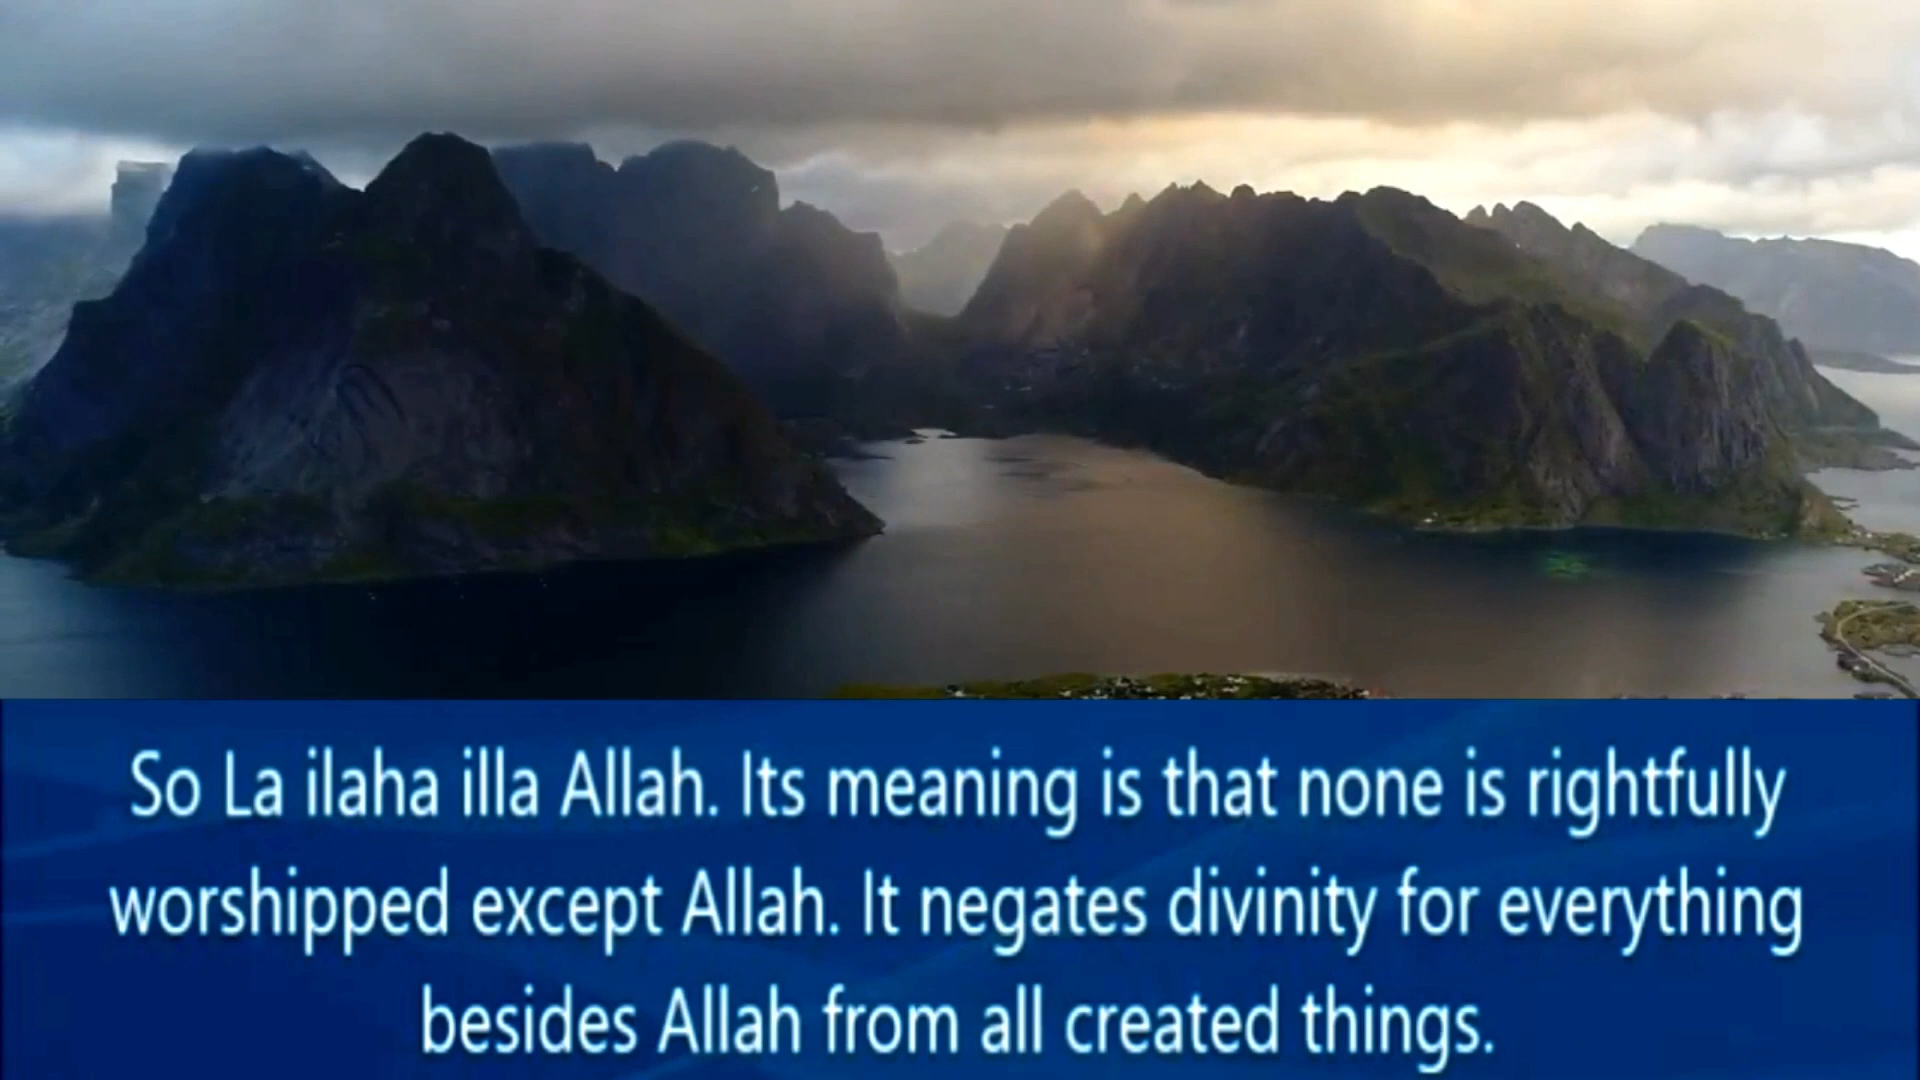 So La ilaha illa Allah. Its meaning is that none is rightfully
worshipped except Allah. It negates divinity for everything
besides Allah from all created things.